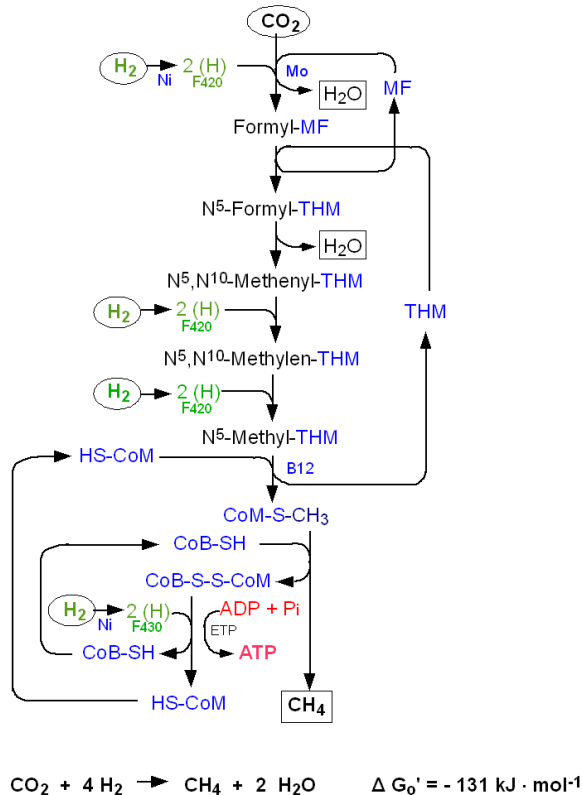 CO₂
H₂ 2 (H) Mo
Ni F420 H₂O MF
Formyl-MF
N⁵-Formyl-THM
H₂O
N⁵,N¹⁰-Methenyl-THM
H₂ 2 (H) THM
F420
N⁵,N¹⁰-Methylen-THM
H₂ 2 (H)
F420
N⁵-Methyl-THM
HS-CoM B12
CoM-S-CH₃
CoB-SH
CoB-S-S-CoM
H₂ 2 (H) ADP + Pi
Ni F430 ETP
CoB-SH ATP
HS-CoM CH₄
CO₂ + 4 H₂ → CH₄ + 2 H₂O Δ Gₒ' = - 131 kJ · mol⁻¹